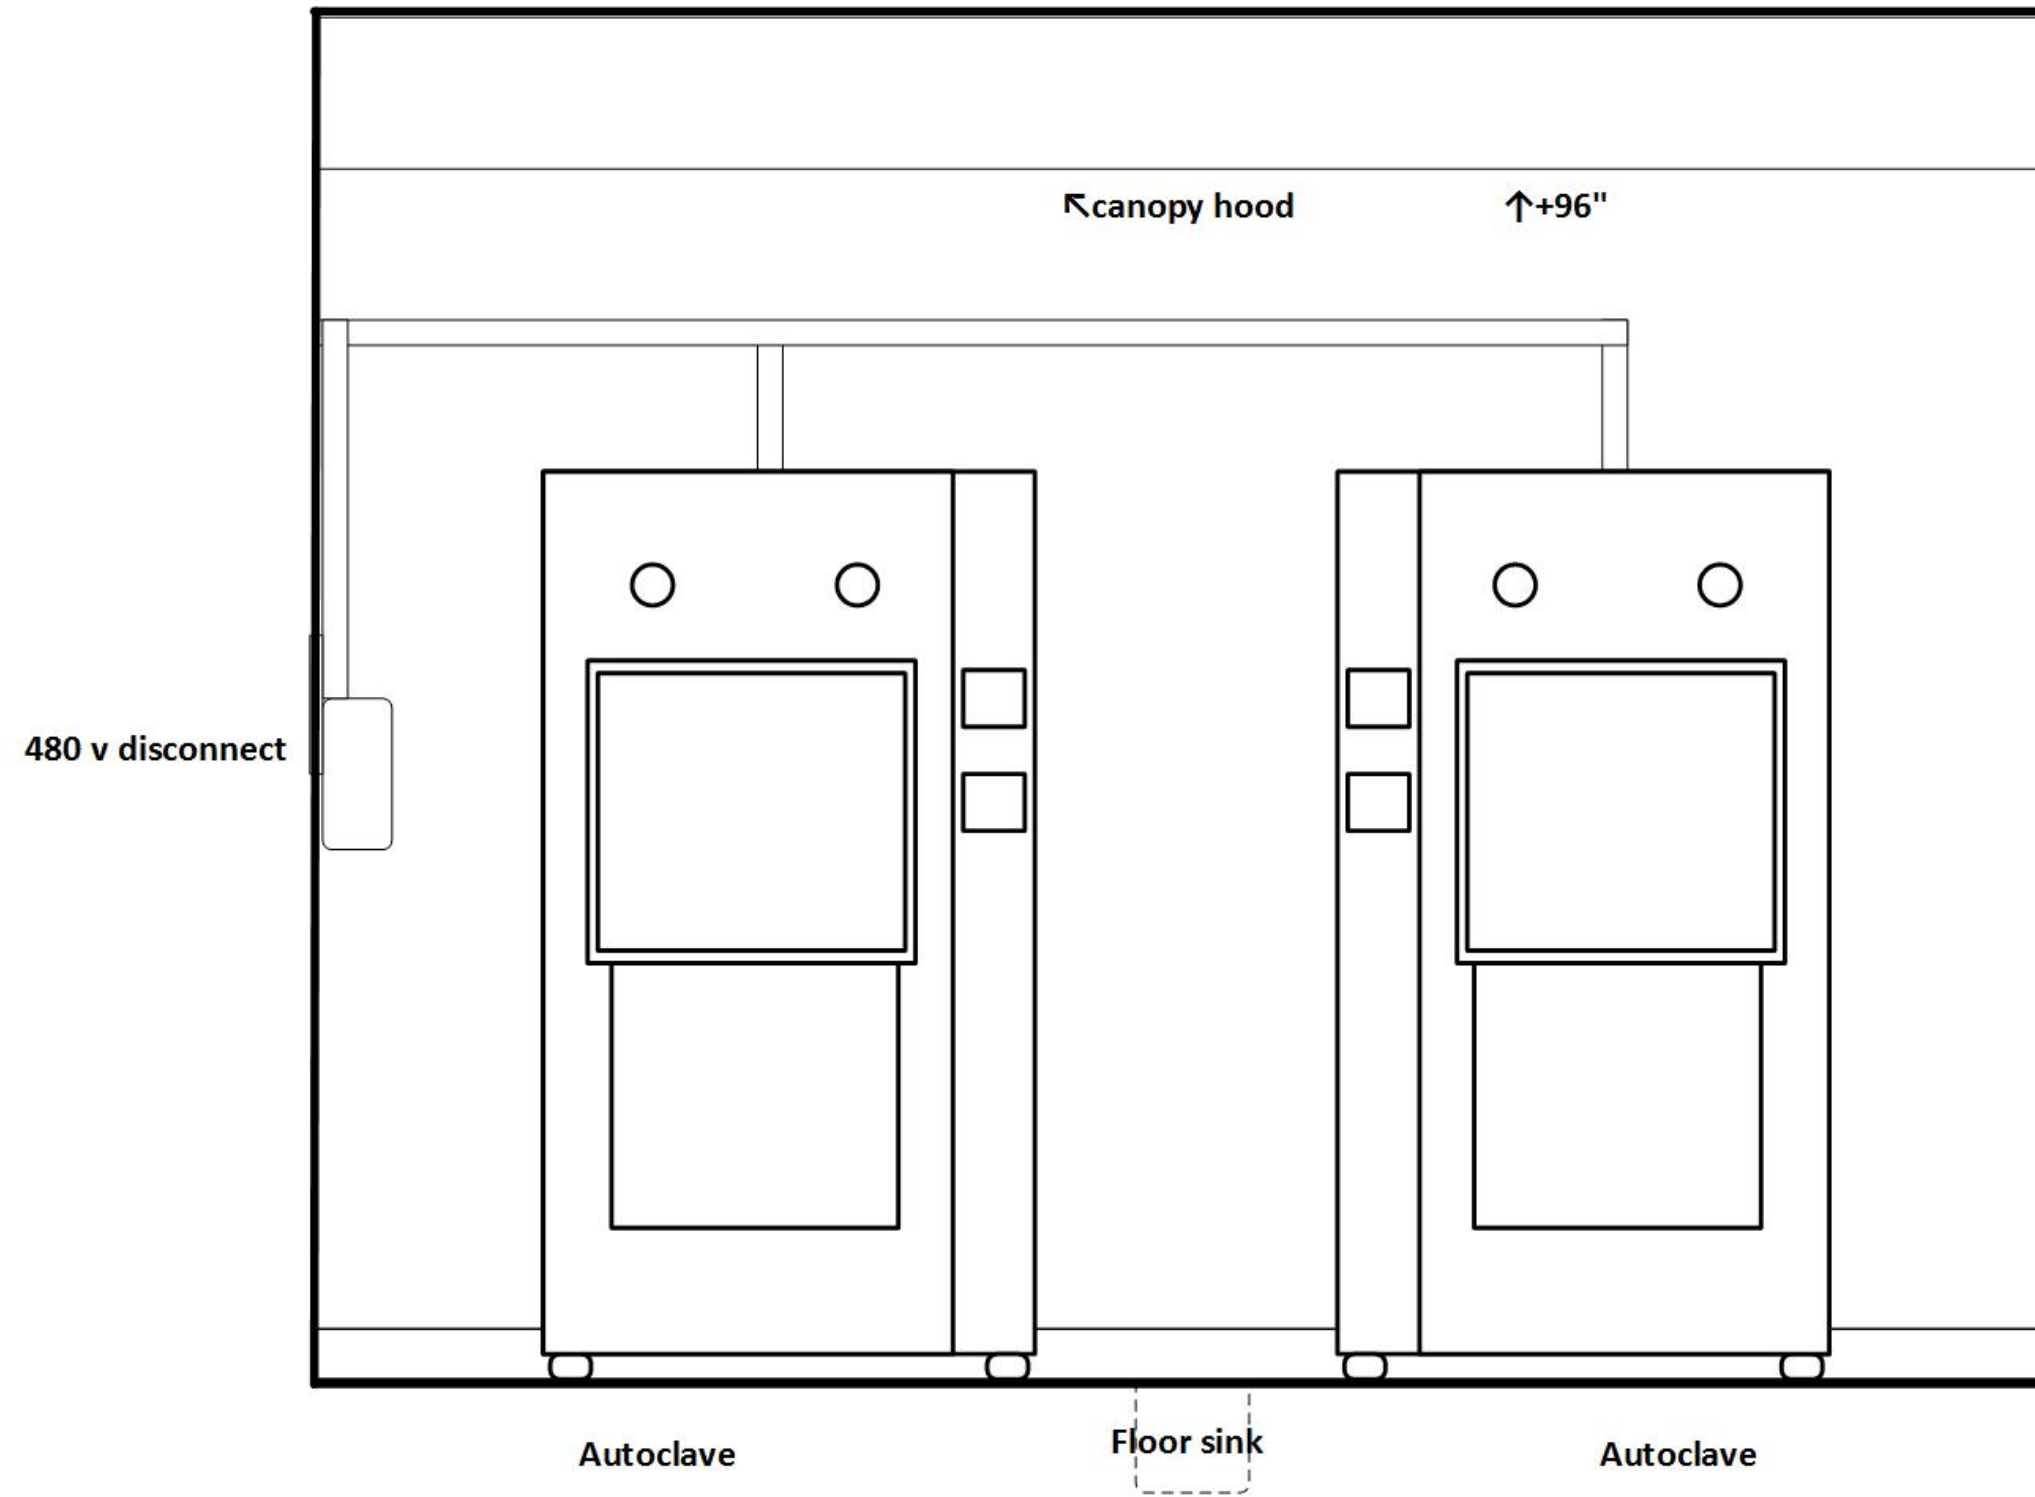 ↖canopy hood
↑+96"
480 v disconnect
Autoclave
Floor sink
Autoclave